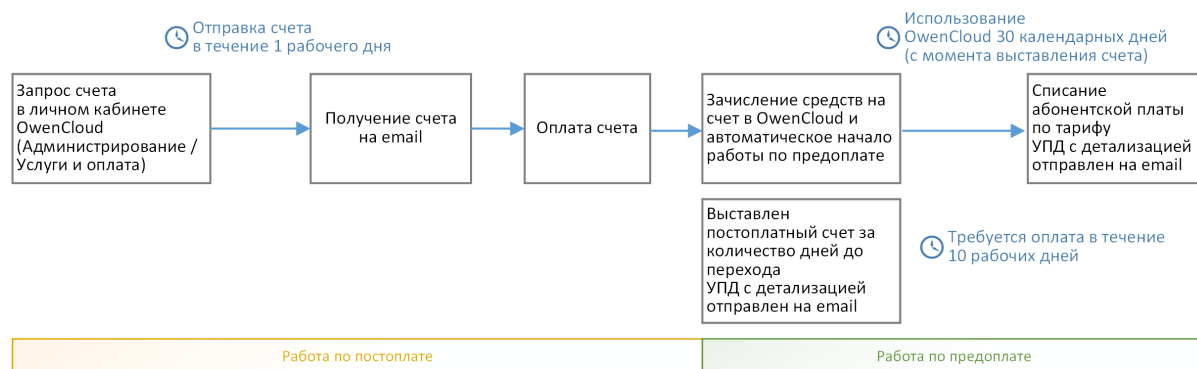 Отправка счета
в течение 1 рабочего дня
Использование
OwenCloud 30 календарных дней
(с момента выставления счета)
Запрос счета
в личном кабинете
OwenCloud
(Администрирование /
Услуги и оплата)
Получение счета
на email
Оплата счета
Зачисление средств на
счет в OwenCloud и
автоматическое начало
работы по предоплате
Списание
абонентской платы
по тарифу
УПД с детализацией
отправлен на email
Выставлен
постоплатный счет за
количество дней до
перехода
УПД с детализацией
отправлен на email
Требуется оплата в течение
10 рабочих дней
Работа по постоплате
Работа по предоплате